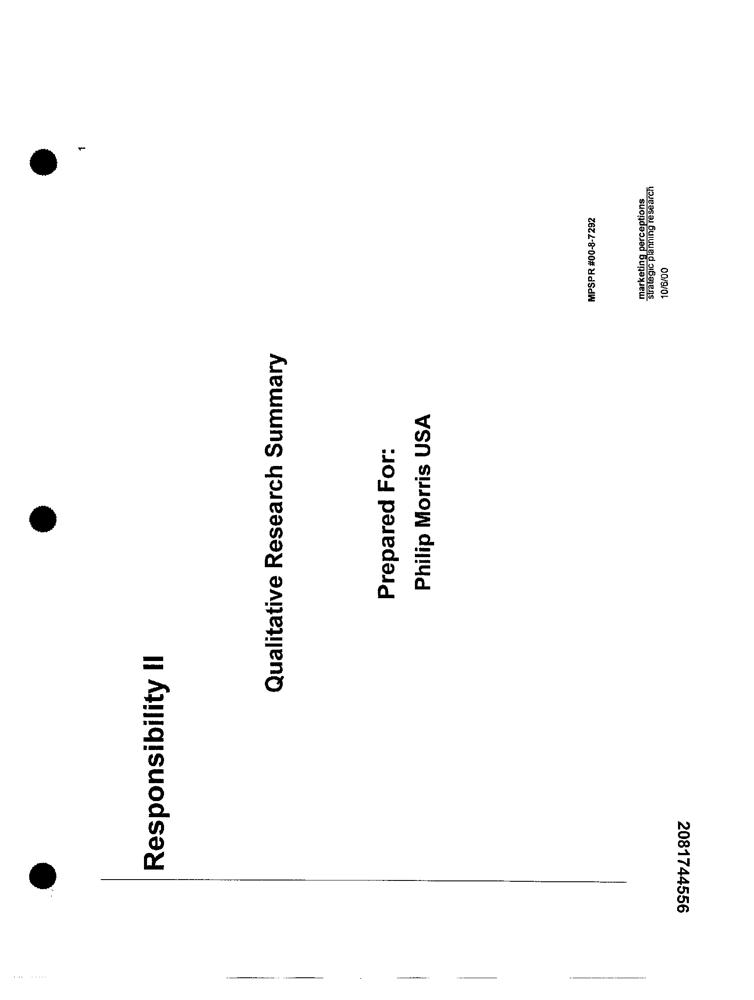 Responsibility II
Qualitative Research Summary
Prepared For:
Philip Morris USA
MPSPR #00-8-7292
marketing perceptions
strategic planning research
10/6/00
1
2081744556